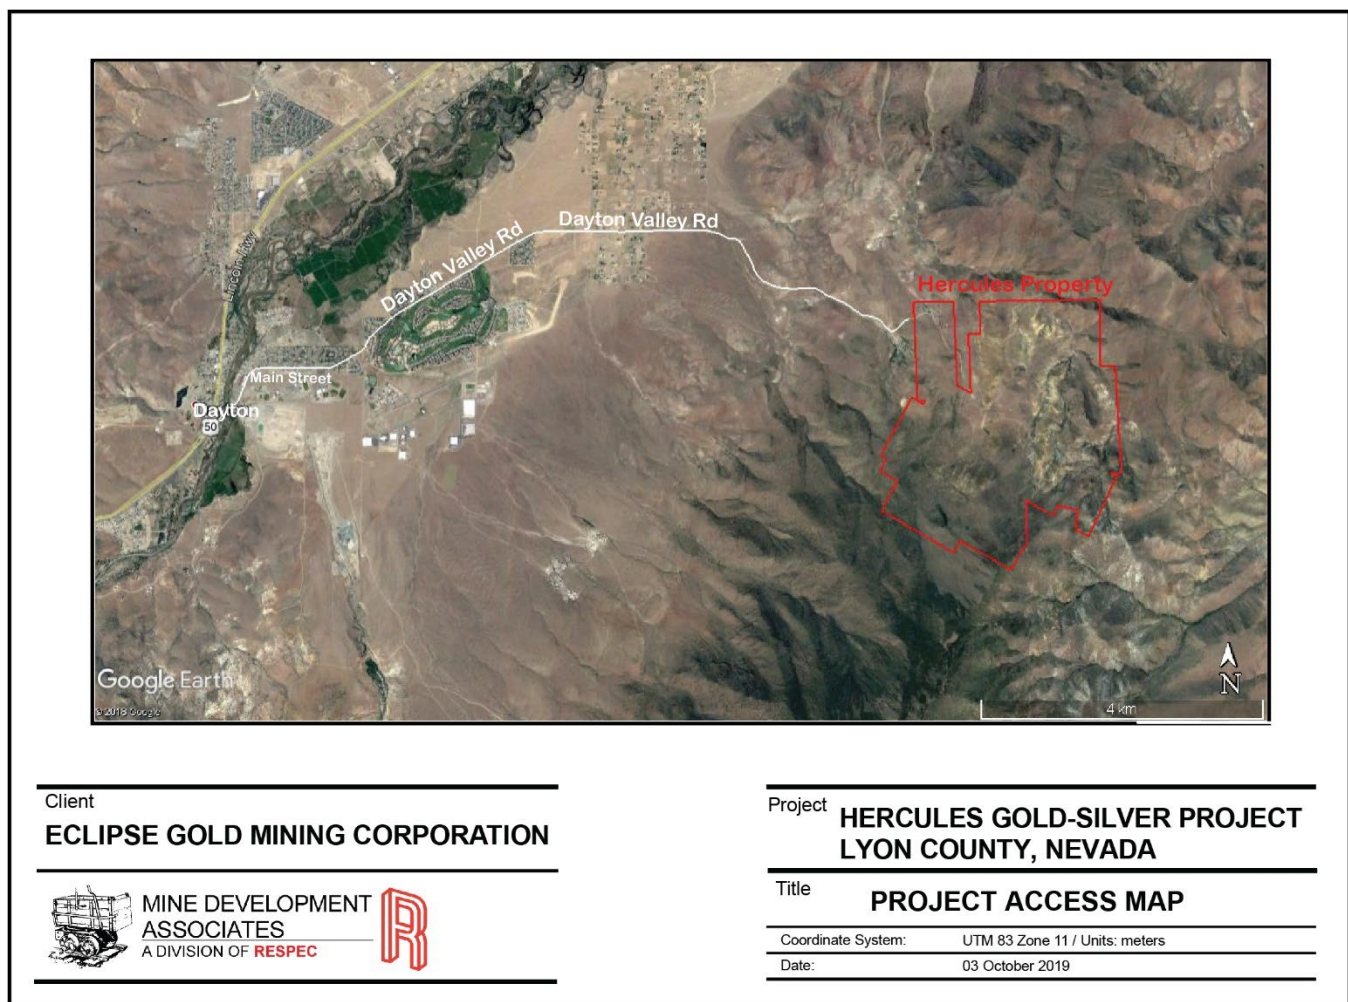 Dayton Valley Rd
Dayton Valley Rd
Lincoln Hwy
Hercules Property
Main Street
Dayton
50
Google Earth
© 2018 Google
N
4 km
Client
ECLIPSE GOLD MINING CORPORATION
MINE DEVELOPMENT
ASSOCIATES
A DIVISION OF RESPEC
R
Project
HERCULES GOLD-SILVER PROJECT
LYON COUNTY, NEVADA
Title
PROJECT ACCESS MAP
Coordinate System: UTM 83 Zone 11 / Units: meters
Date: 03 October 2019